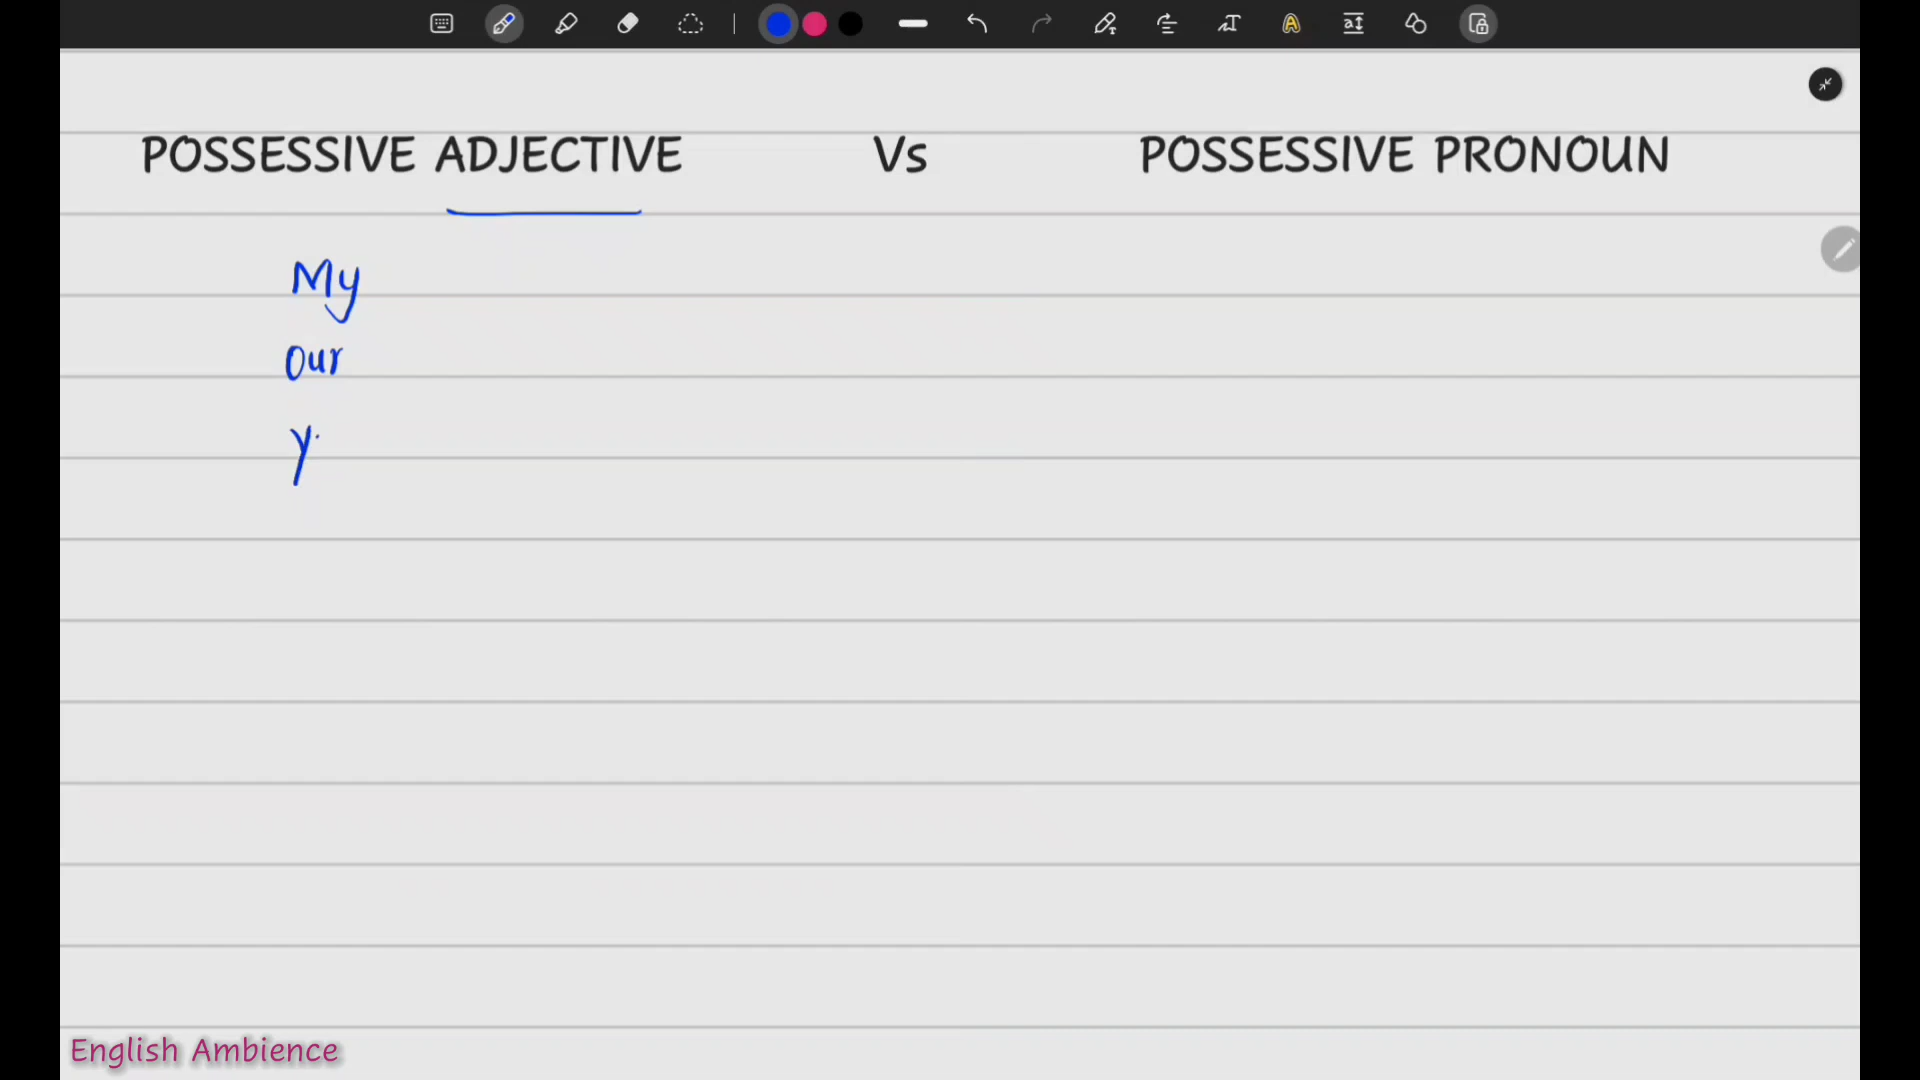 POSSESSIVE ADJECTIVE Vs POSSESSIVE PRONOUN
My
our
y
English Ambience